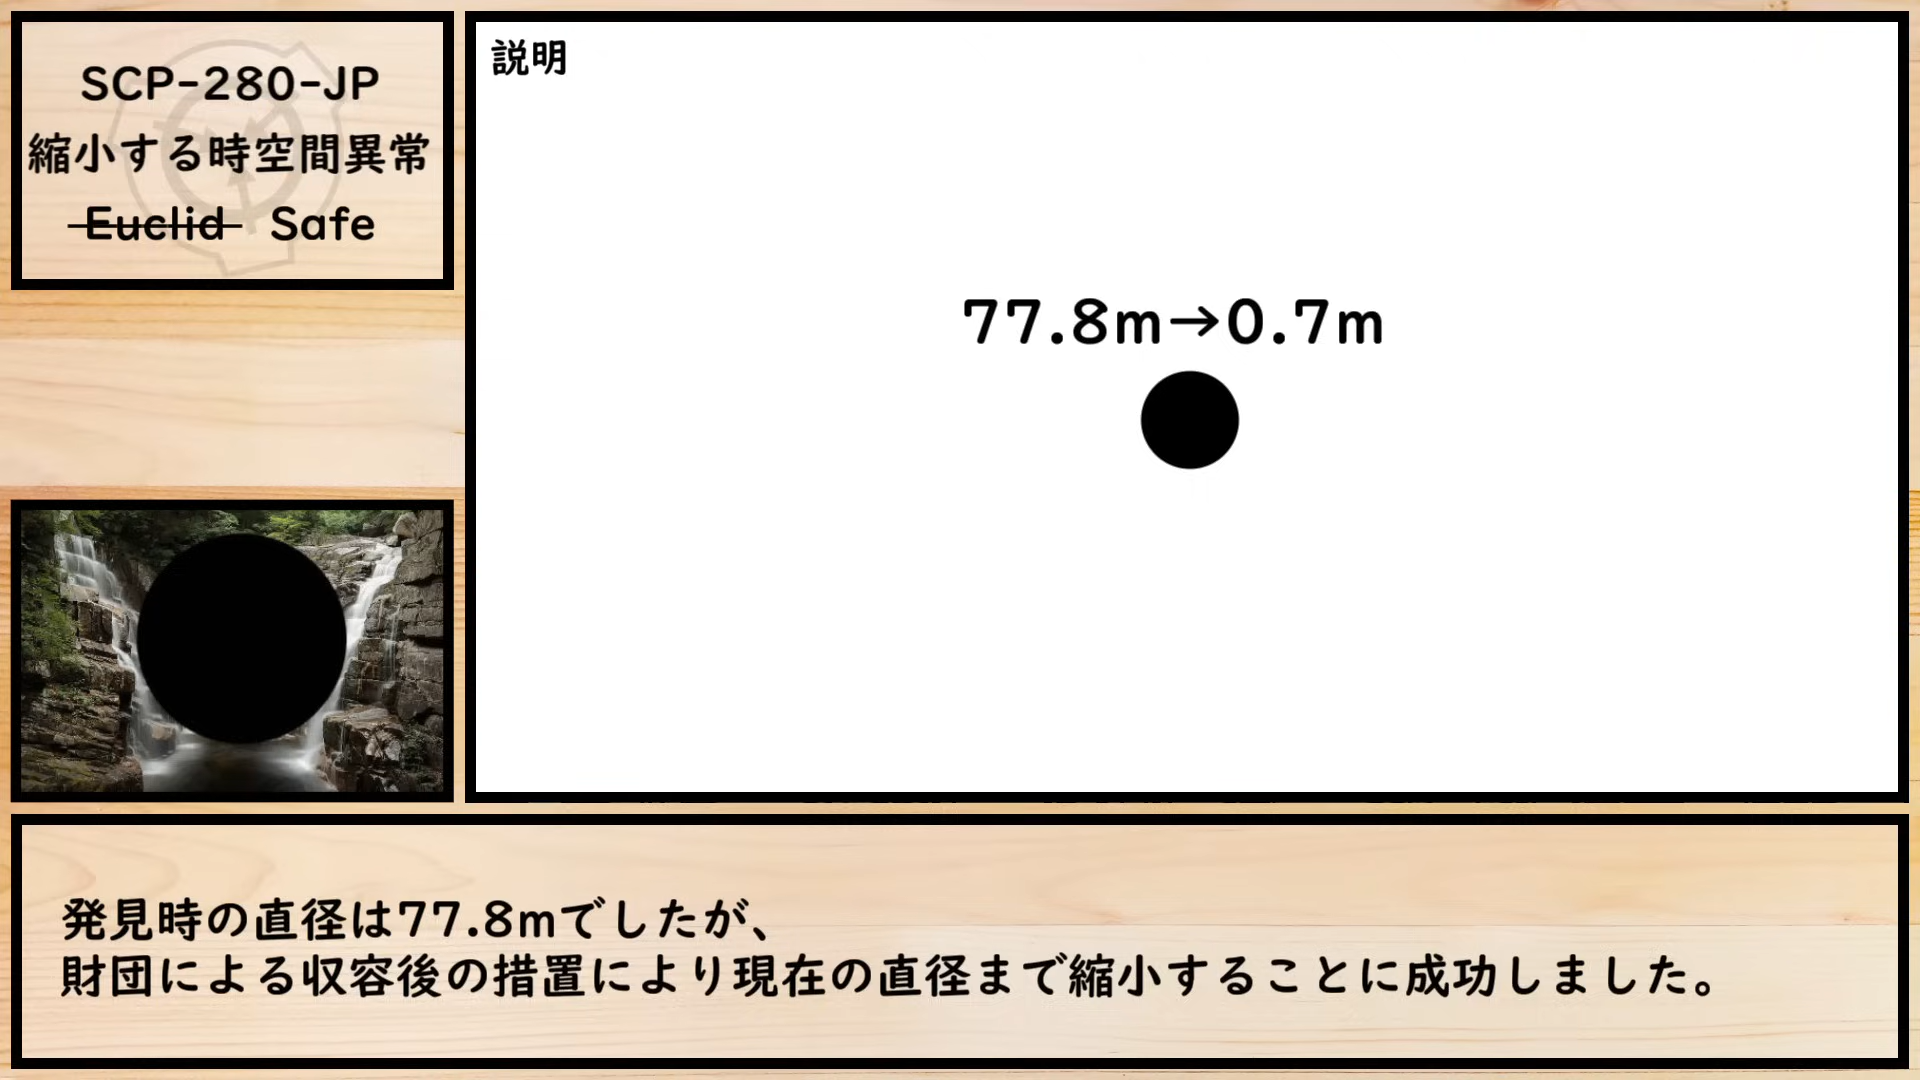 SCP-280-JP
縮小する時空間異常
Euclid Safe
説明
77.8m→0.7m
発見時の直径は77.8mでしたが、
財団による収容後の措置により現在の直径まで縮小することに成功しました。